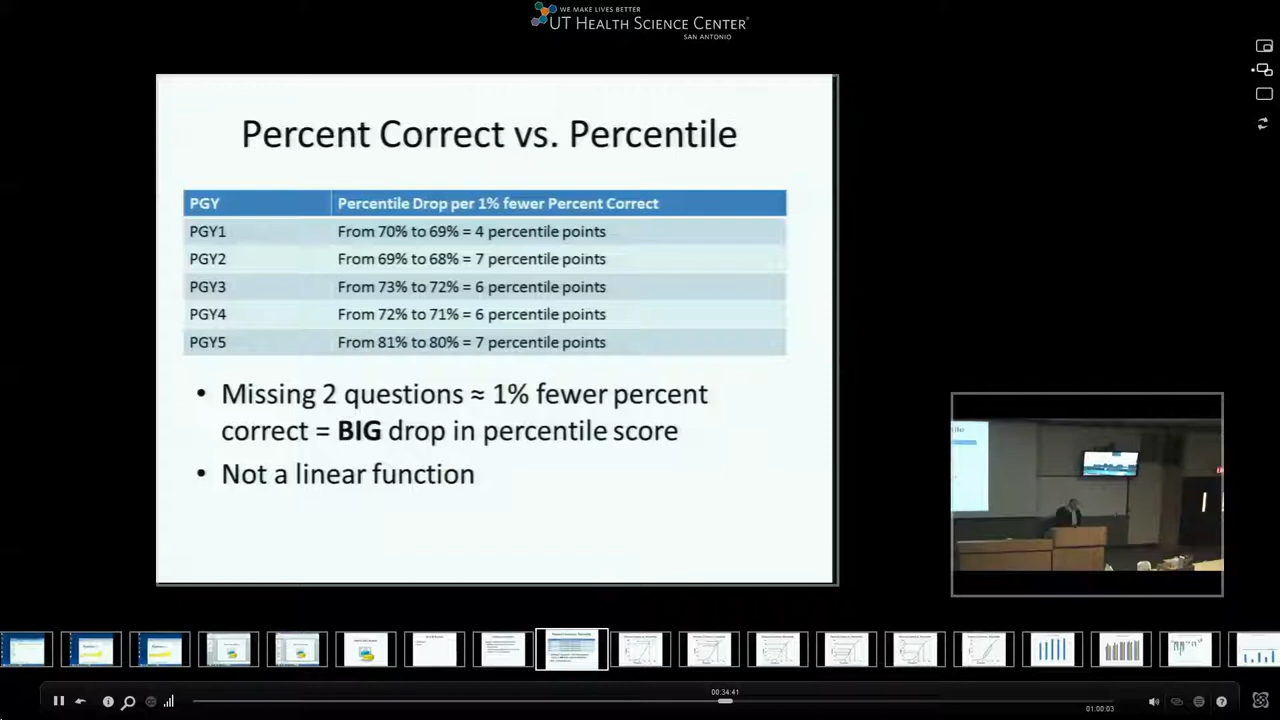 WE MAKE LIVES BETTER
UT HEALTH SCIENCE CENTER®
SAN ANTONIO
Percent Correct vs. Percentile
PGY Percentile Drop per 1% fewer Percent Correct
PGY1 From 70% to 69% = 4 percentile points
PGY2 From 69% to 68% = 7 percentile points
PGY3 From 73% to 72% = 6 percentile points
PGY4 From 72% to 71% = 6 percentile points
PGY5 From 81% to 80% = 7 percentile points
• Missing 2 questions ≈ 1% fewer percent
correct = BIG drop in percentile score
• Not a linear function
00:34:41
01:00:03